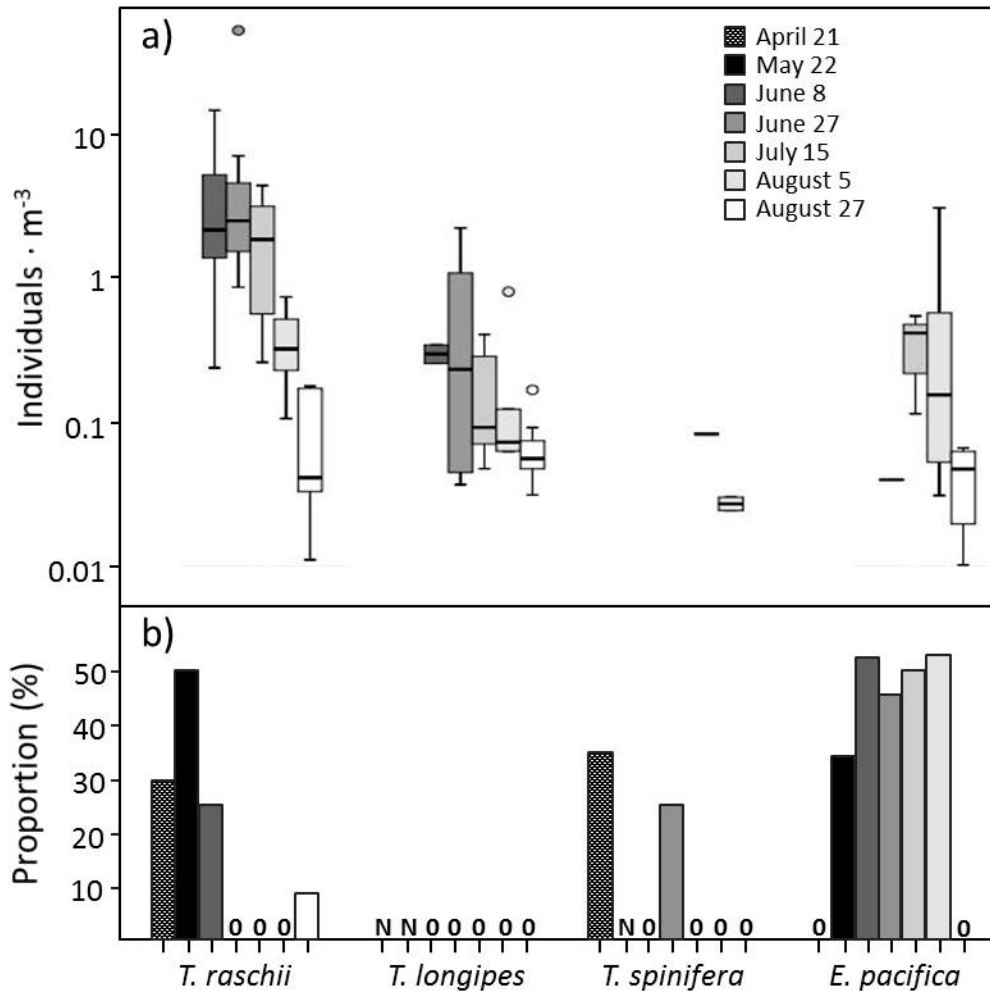 a)
April 21
May 22
June 8
June 27
July 15
August 5
August 27
Individuals · m⁻³
10
1
0.1
0.01
b)
Proportion (%)
50
40
30
20
10
0 0 0
N N 0 0 0 0 0
N 0 0 0 0
0 0
T. raschii T. longipes T. spinifera E. pacifica